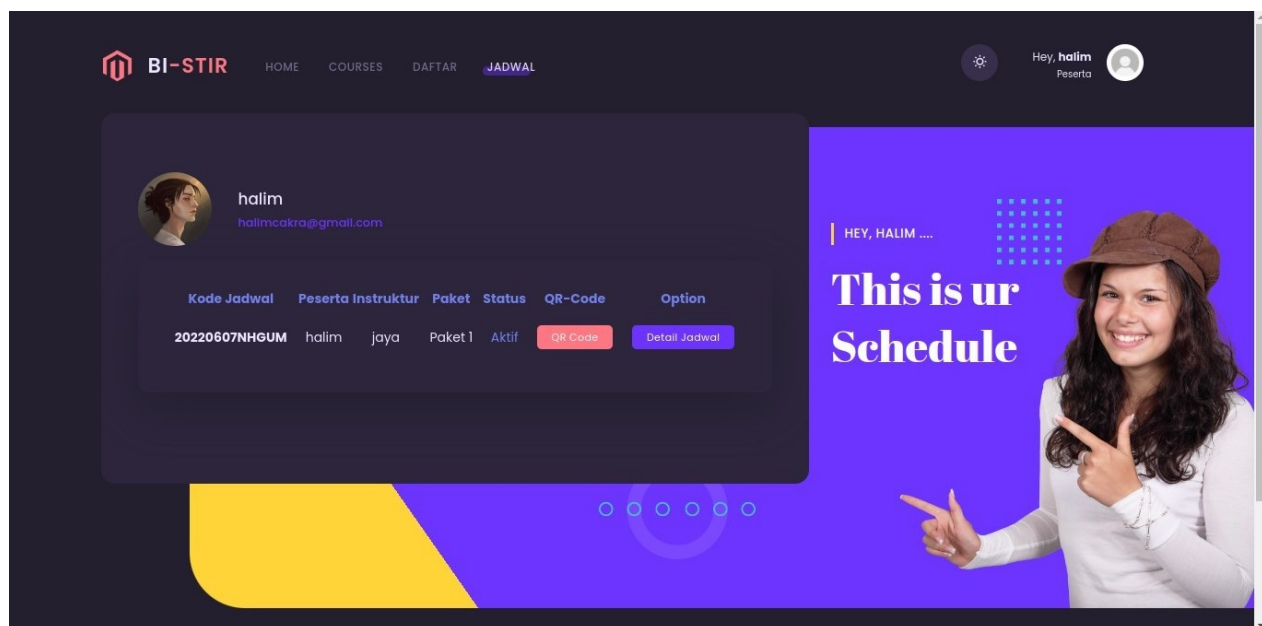 BI-STIR
HOME COURSES DAFTAR JADWAL
Hey, halim
Peserta
halim
halimcakra@gmail.com
HEY, HALIM ....
This is ur
Schedule
Kode Jadwal Peserta Instruktur Paket Status QR-Code Option
20220607NHGUM halim jaya Paket 1 Aktif QR Code Detail Jadwal